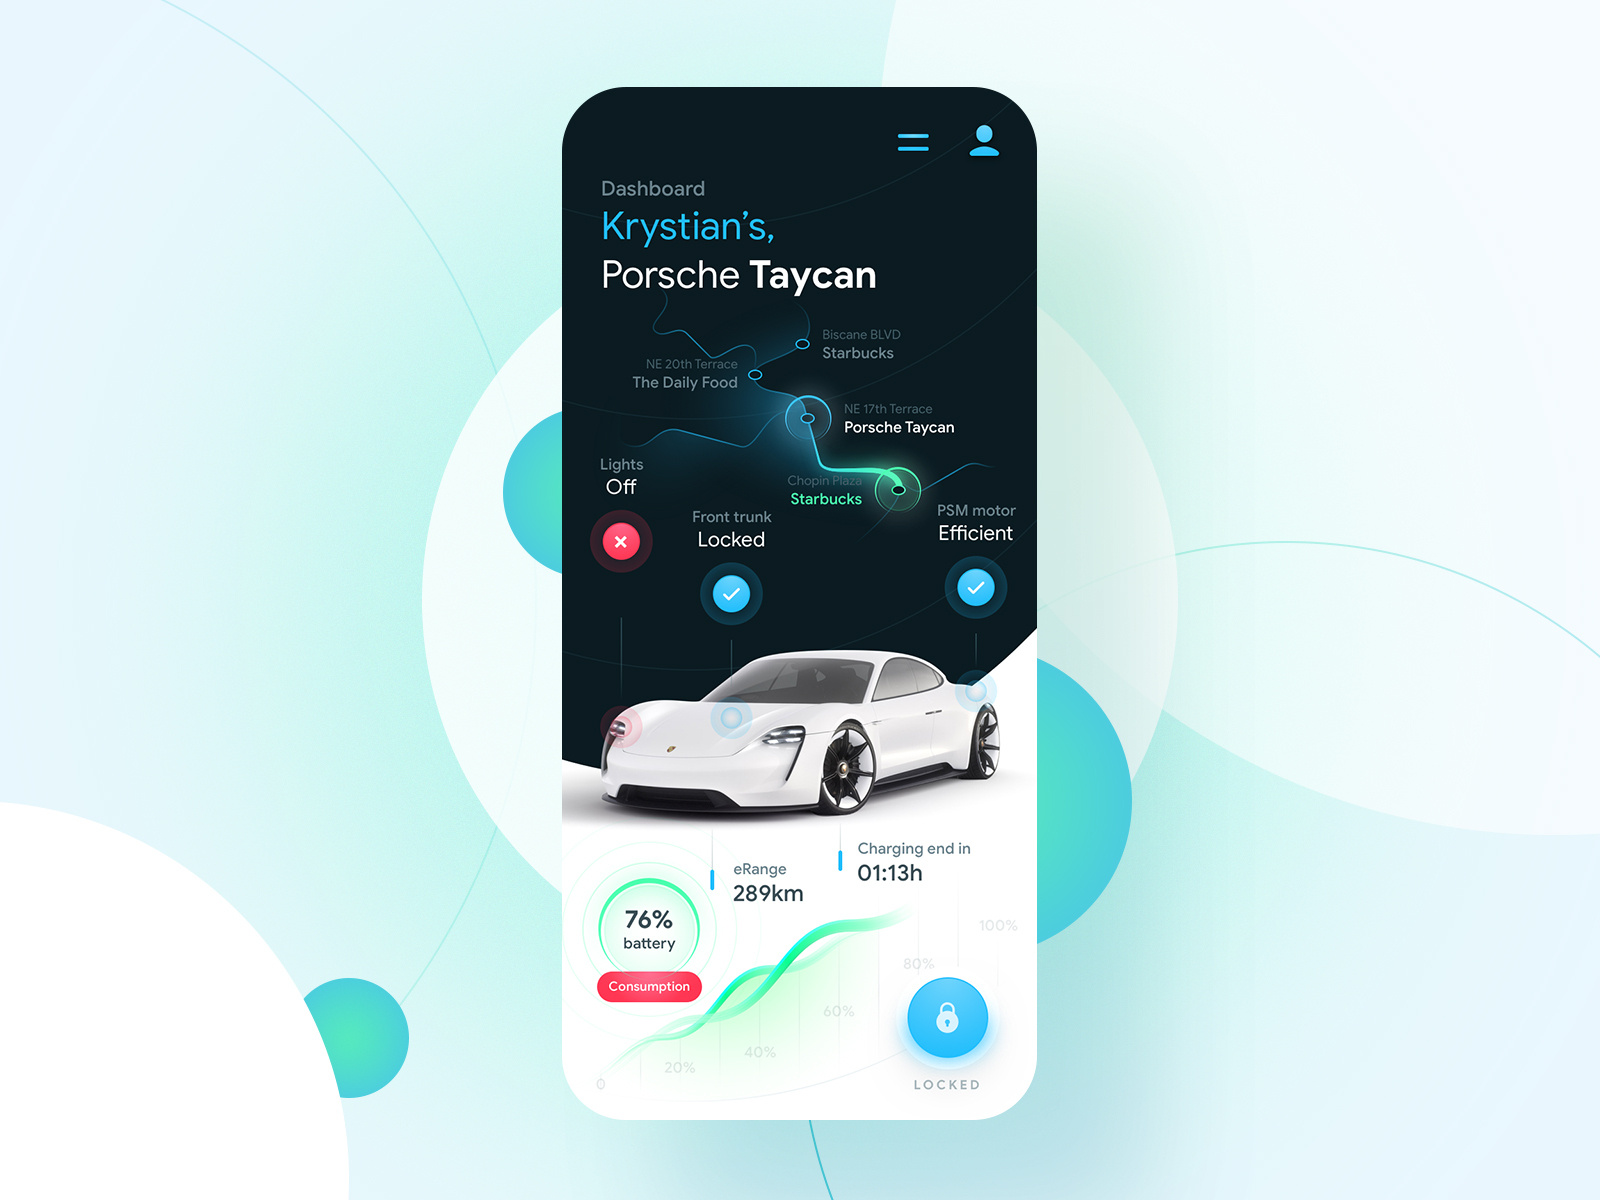 Dashboard
Krystian's,
Porsche Taycan
Biscane BLVD
Starbucks
NE 20th Terrace
The Daily Food
NE 17th Terrace
Porsche Taycan
Chopin Plaza
Starbucks
Lights
Off
Front trunk
Locked
PSM motor
Efficient
Charging end in
01:13h
eRange
289km
76%
battery
Consumption
100%
80%
60%
40%
20%
0
LOCKED